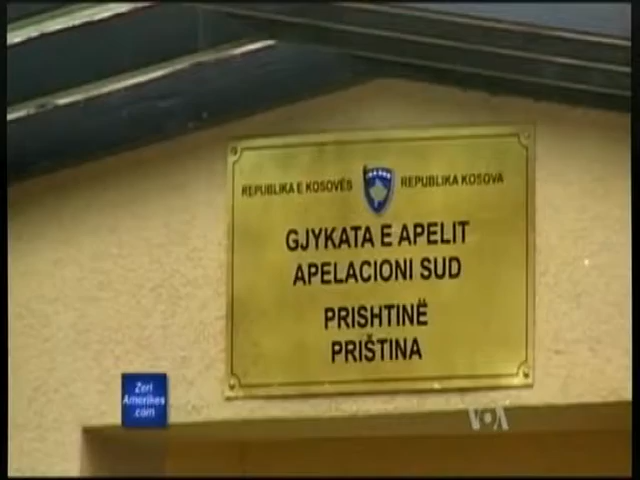 REPUBLIKA E KOSOVËS REPUBLIKA KOSOVA
GJYKATA E APELIT
APELACIONI SUD
PRISHTINË
PRIŠTINA
Zeri
Amerikes
.com
VOA